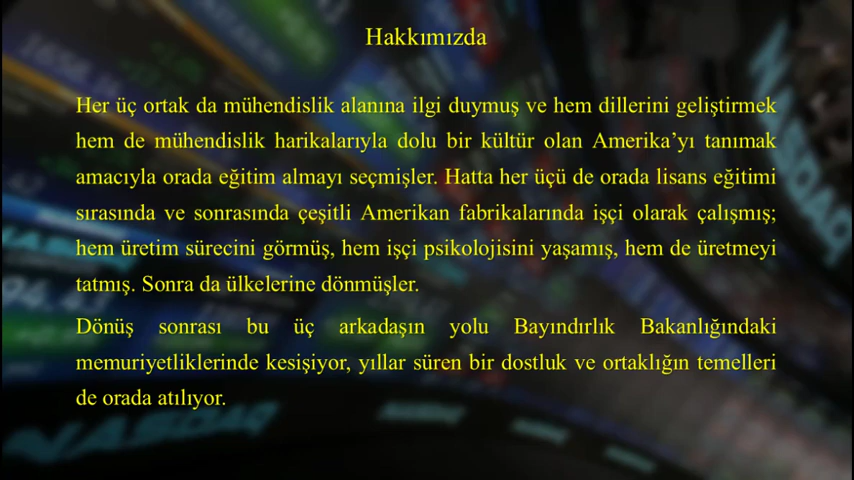 Hakkımızda
Her üç ortak da mühendislik alanına ilgi duymuş ve hem dillerini geliştirmek
hem de mühendislik harikalarıyla dolu bir kültür olan Amerika’yı tanımak
amacıyla orada eğitim almayı seçmişler. Hatta her üçü de orada lisans eğitimi
sırasında ve sonrasında çeşitli Amerikan fabrikalarında işçi olarak çalışmış;
hem üretim sürecini görmüş, hem işçi psikolojisini yaşamış, hem de üretmeyi
tatmış. Sonra da ülkelerine dönmüşler.
Dönüş sonrası bu üç arkadaşın yolu Bayındırlık Bakanlığındaki
memuriyetliklerinde kesişiyor, yıllar süren bir dostluk ve ortaklığın temelleri
de orada atılıyor.
NASDAQ
NASDAQ